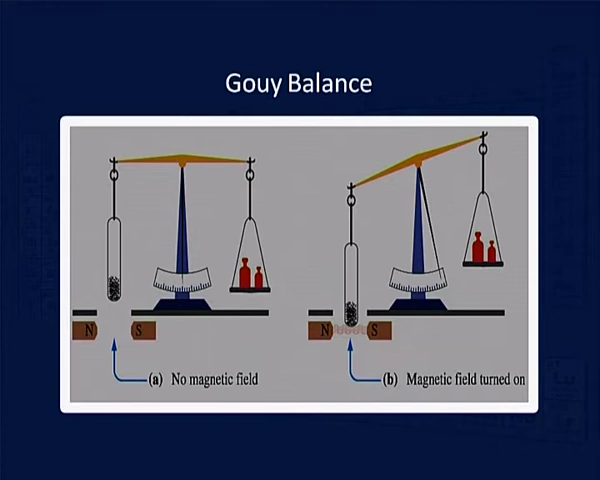 Gouy Balance
N S
(a) No magnetic field
N S
(b) Magnetic field turned on